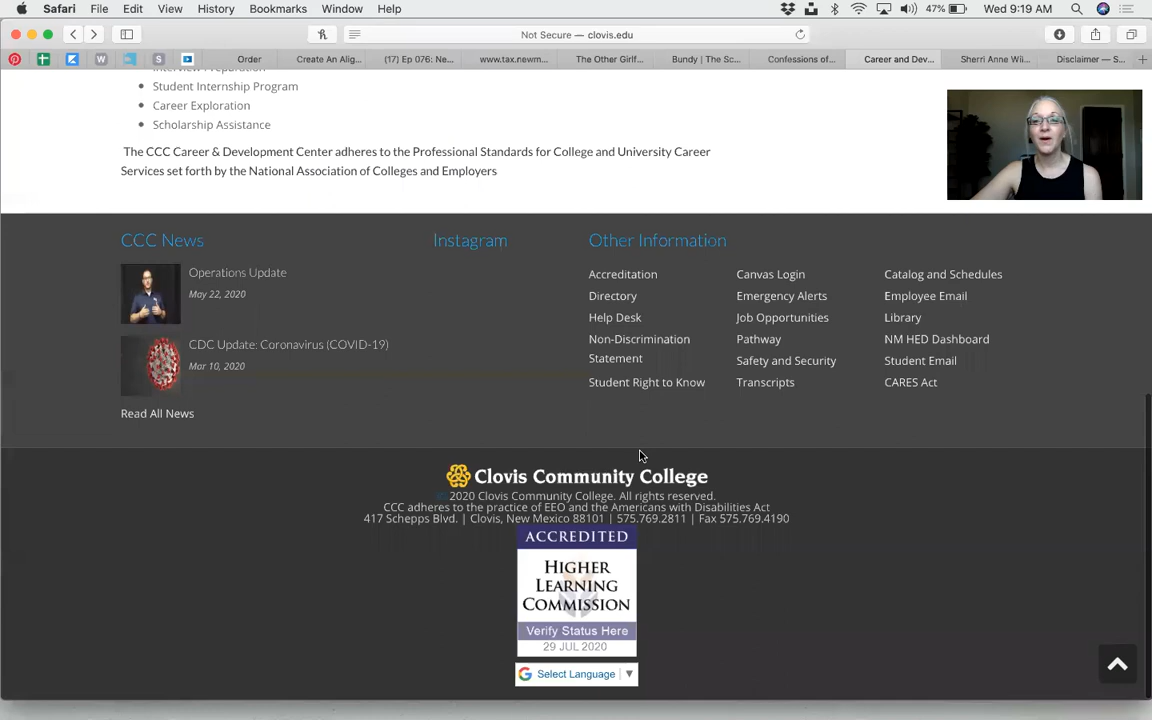 Safari File Edit View History Bookmarks Window Help 47% Wed 9:19 AM
Not Secure — clovis.edu
Order Create An Alig... (17) Ep 076: Ne... www.tax.newm... The Other Girlf... Bundy | The Sc... Confessions of... Career and Dev... Sherri Anne Wil... Disclaimer — S...
Interview Preparation
• Student Internship Program
• Career Exploration
• Scholarship Assistance
The CCC Career & Development Center adheres to the Professional Standards for College and University Career
Services set forth by the National Association of Colleges and Employers
CCC News
Operations Update
May 22, 2020
CDC Update: Coronavirus (COVID-19)
Mar 10, 2020
Read All News
Instagram
Other Information
Accreditation
Directory
Help Desk
Non-Discrimination
Statement
Student Right to Know
Canvas Login
Emergency Alerts
Job Opportunities
Pathway
Safety and Security
Transcripts
Catalog and Schedules
Employee Email
Library
NM HED Dashboard
Student Email
CARES Act
Clovis Community College
© 2020 Clovis Community College. All rights reserved.
CCC adheres to the practice of EEO and the Americans with Disabilities Act
417 Schepps Blvd. | Clovis, New Mexico 88101 | 575.769.2811 | Fax 575.769.4190
ACCREDITED
HIGHER
LEARNING
COMMISSION
Verify Status Here
29 JUL 2020
G Select Language ▼